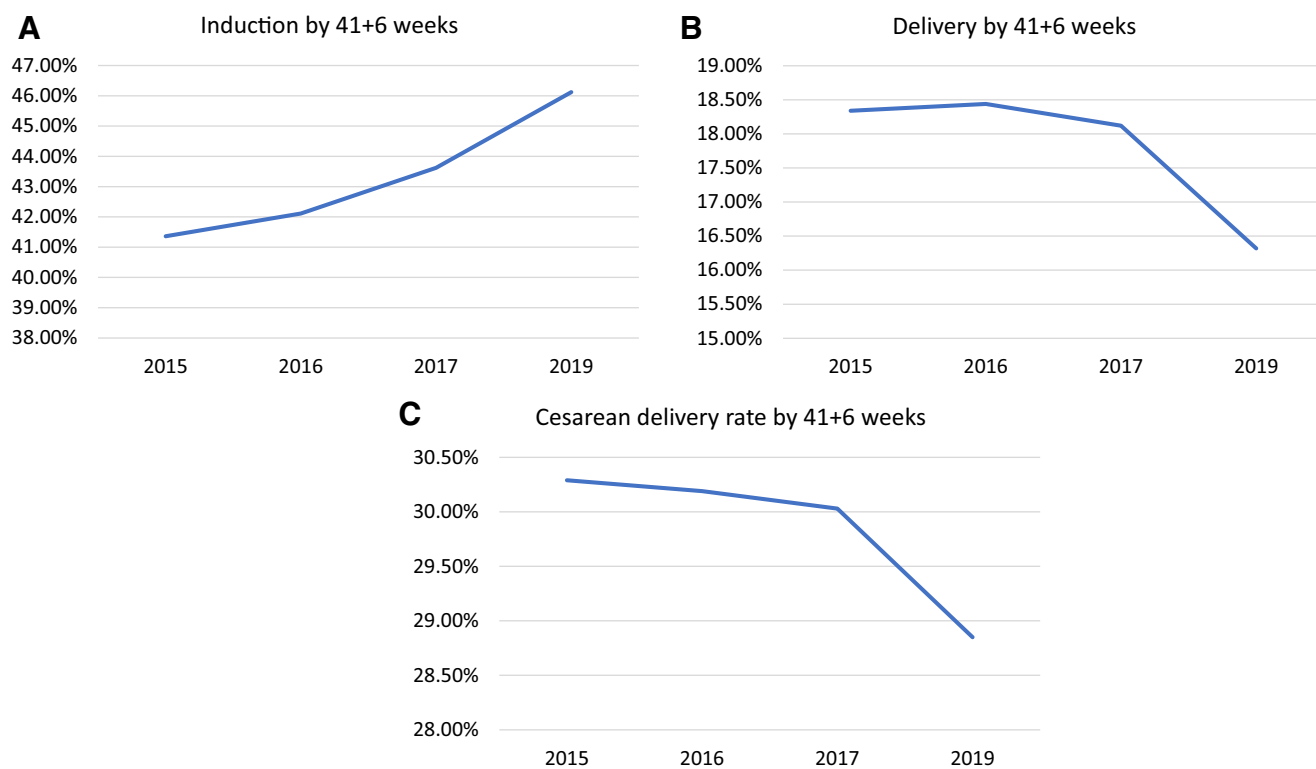 A
Induction by 41+6 weeks
47.00%
46.00%
45.00%
44.00%
43.00%
42.00%
41.00%
40.00%
39.00%
38.00%
2015 2016 2017 2019
B
Delivery by 41+6 weeks
19.00%
18.50%
18.00%
17.50%
17.00%
16.50%
16.00%
15.50%
15.00%
2015 2016 2017 2019
C
Cesarean delivery rate by 41+6 weeks
30.50%
30.00%
29.50%
29.00%
28.50%
28.00%
2015 2016 2017 2019